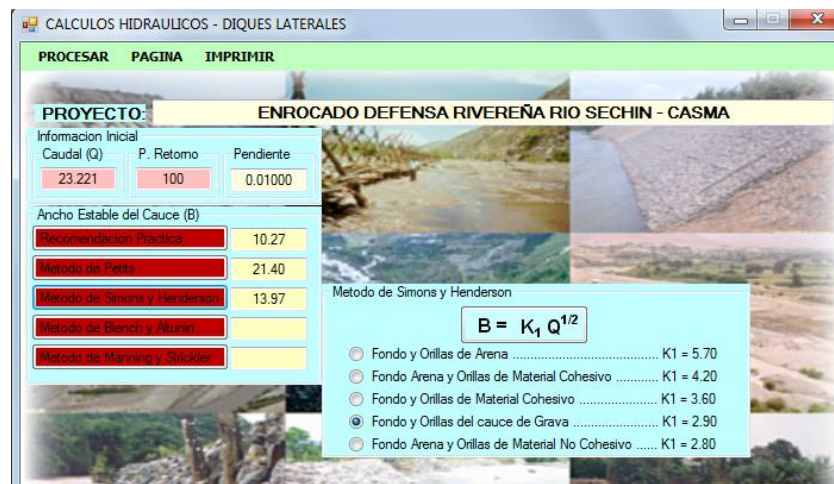 CALCULOS HIDRAULICOS - DIQUES LATERALES
PROCESAR PAGINA IMPRIMIR
PROYECTO: ENROCADO DEFENSA RIVEREÑA RIO SECHIN - CASMA
Informacion Inicial
Caudal (Q) P. Retorno Pendiente
23.221 100 0.01000
Ancho Estable del Cauce (B)
Recomendacion Practica 10.27
Metodo de Petits 21.40
Metodo de Simons y Henderson 13.97
Metodo de Blench y Altunin
Metodo de Manning y Strickler
Metodo de Simons y Henderson
B = K₁ Q¹/²
Fondo y Orillas de Arena ........................................ K1 = 5.70
Fondo Arena y Orillas de Material Cohesivo ............ K1 = 4.20
Fondo y Orillas de Material Cohesivo ..................... K1 = 3.60
Fondo y Orillas del cauce de Grava ....................... K1 = 2.90
Fondo Arena y Orillas de Material No Cohesivo ...... K1 = 2.80